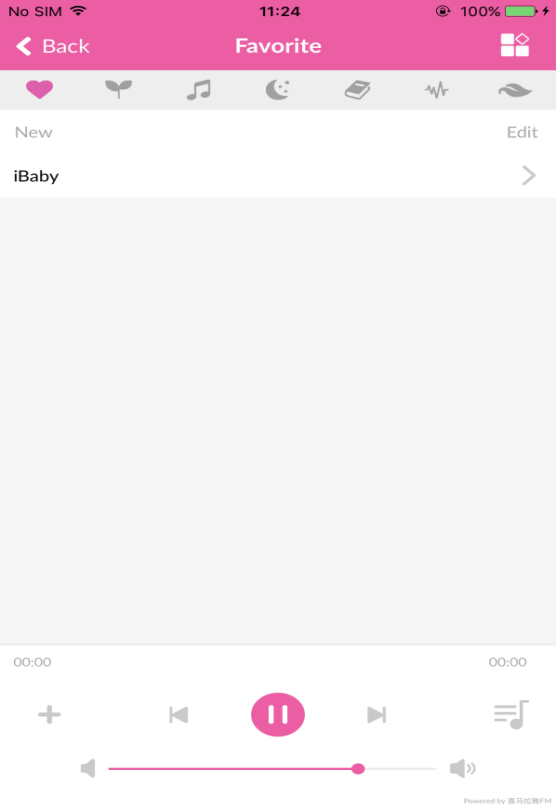 No SIM 11:24 100%
Back Favorite
New Edit
iBaby
00:00 00:00
Powered by 喜马拉雅FM